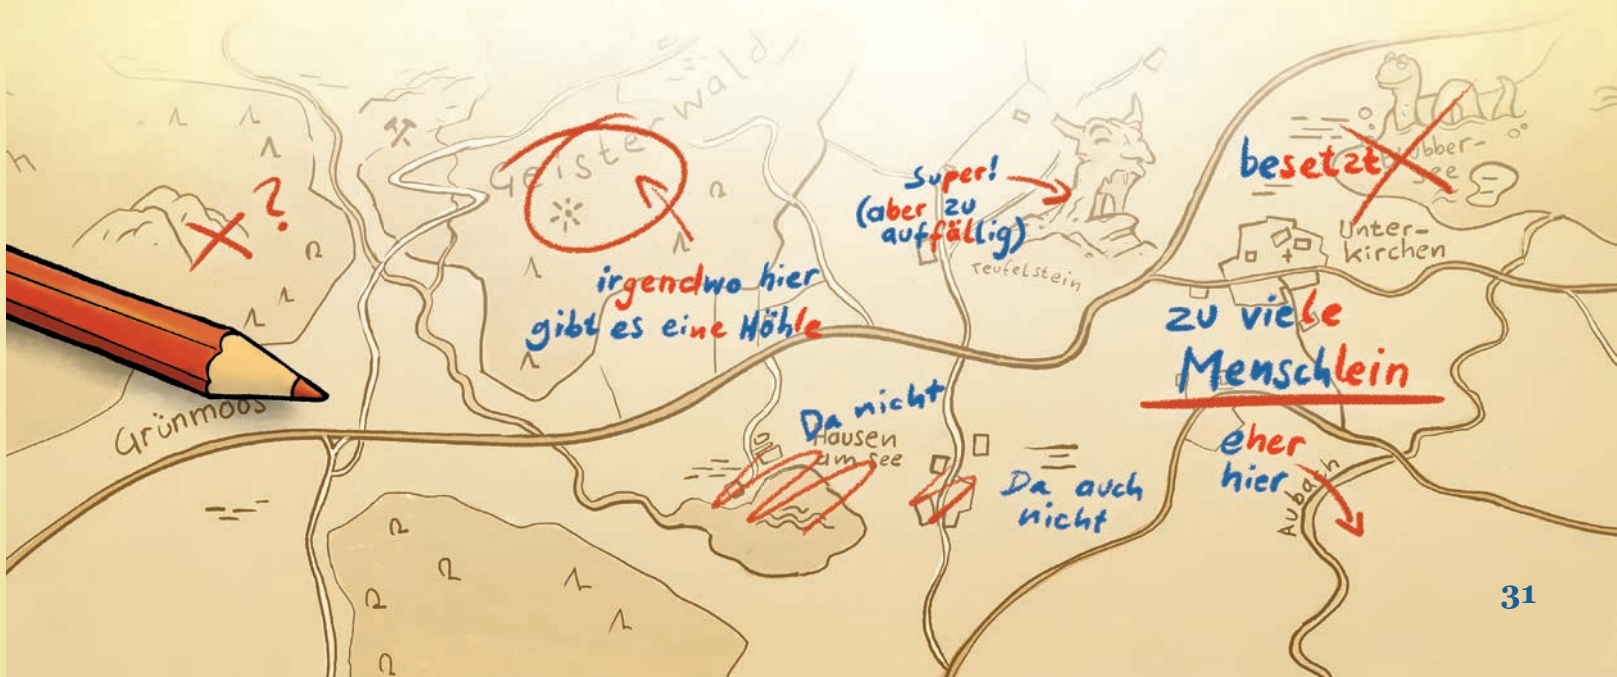 Geisterwald
?
Super!
(aber zu
auffällig)
Teufelstein
besetzt
Unter-
kirchen
irgendwo hier
gibt es eine Höhle
zu viele
Menschlein
Grünmoos
Da nicht
Hausen
am See
Da auch
nicht
eher
hier
Aubach
31